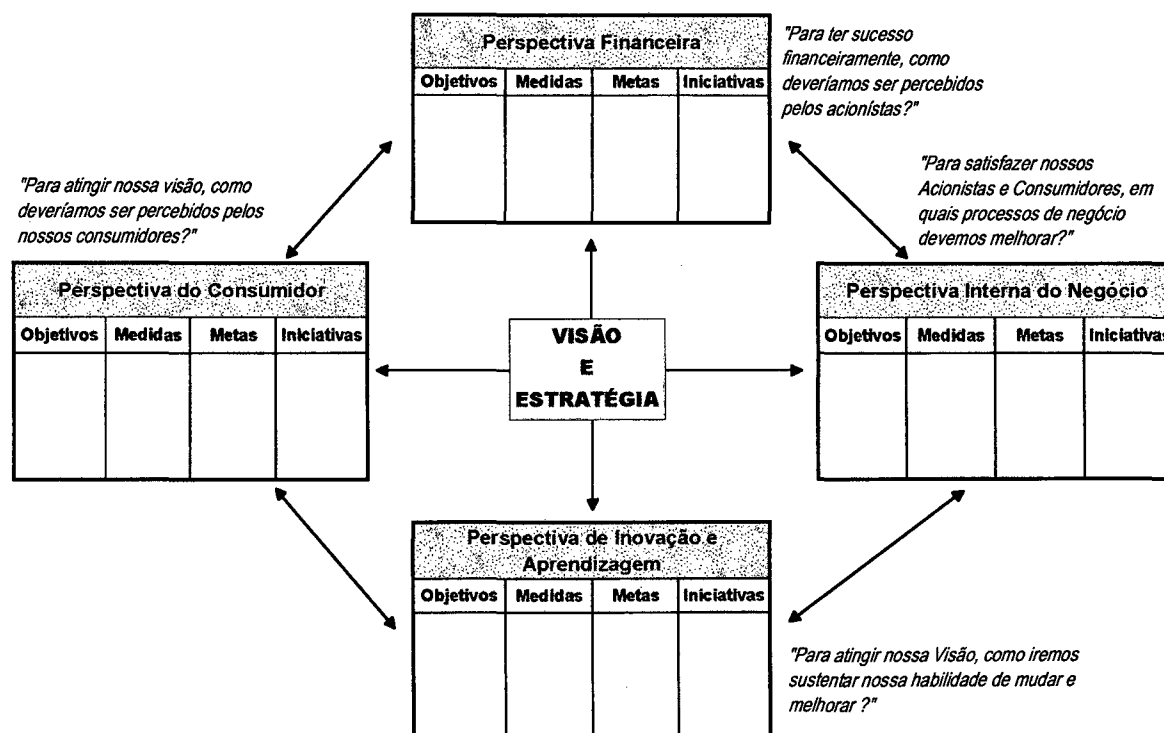 Perspectiva Financeira
Objetivos Medidas Metas Iniciativas
"Para ter sucesso
financeiramente, como
deveríamos ser percebidos
pelos acionístas?"
"Para atingir nossa visão, como
deveríamos ser percebidos pelos
nossos consumidores?"
"Para satisfazer nossos
Acionistas e Consumidores, em
quais processos de negócio
devemos melhorar?"
Perspectiva do Consumidor
Objetivos Medidas Metas Iniciativas
VISÃO
E
ESTRATÉGIA
Perspectiva Interna do Negócio
Objetivos Medidas Metas Iniciativas
Perspectiva de Inovação e
Aprendizagem
Objetivos Medidas Metas Iniciativas
"Para atingir nossa Visão, como iremos
sustentar nossa habilidade de mudar e
melhorar ?"